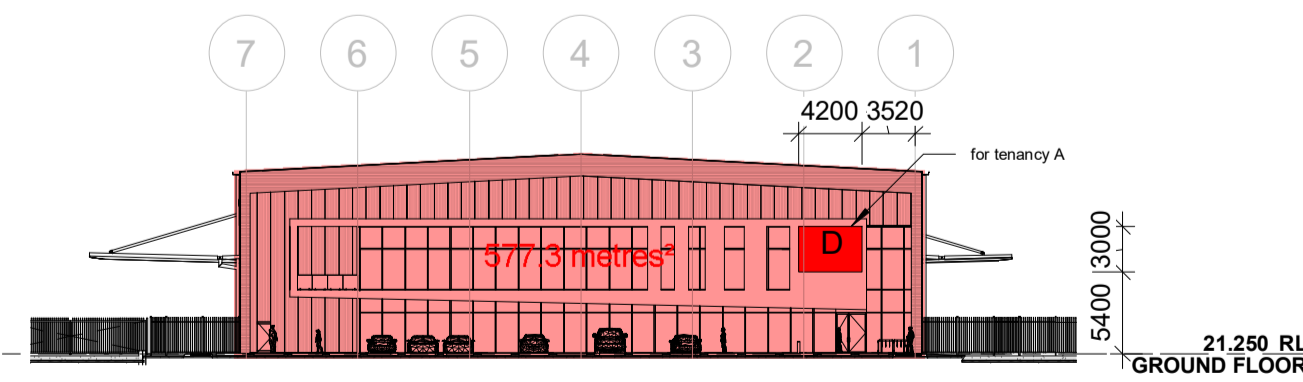 7 6 5 4 3 2 1
4200 3520
for tenancy A
D
577.3 metres²
3000
5400
21.250 RL
GROUND FLOOR